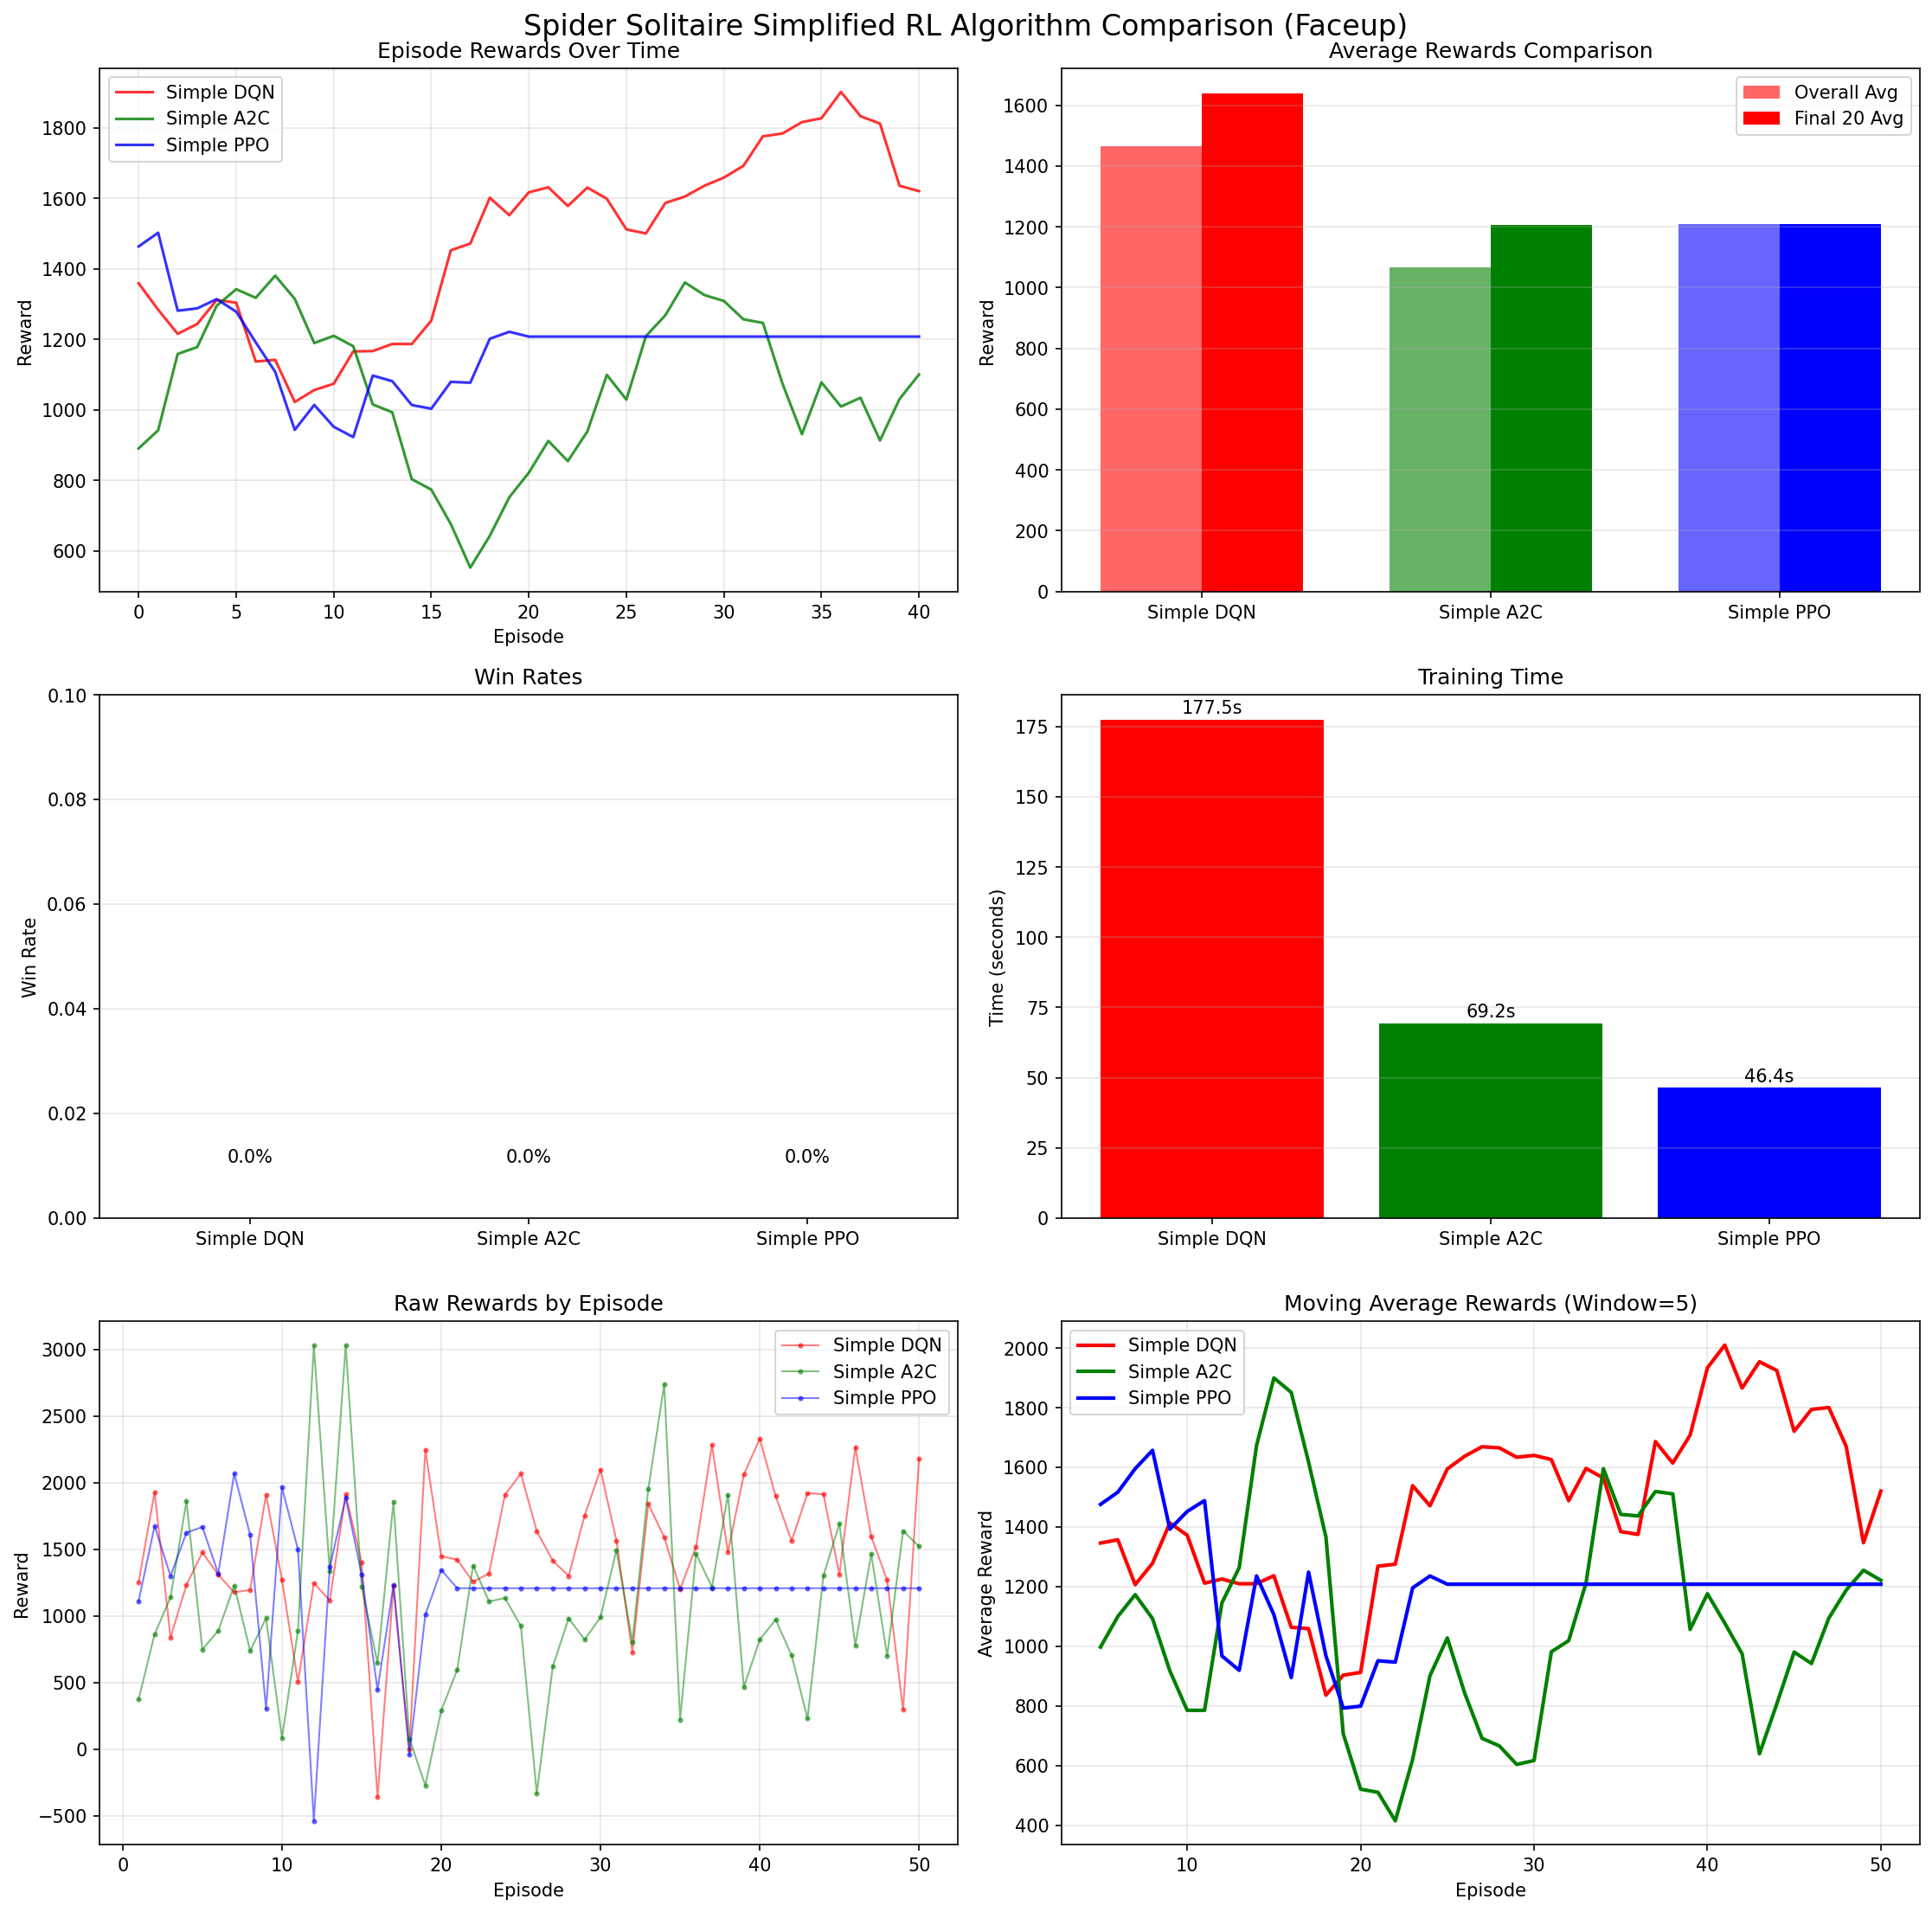 Spider Solitaire Simplified RL Algorithm Comparison (Faceup)
Episode Rewards Over Time
Simple DQN
Simple A2C
Simple PPO
Reward
1800
1600
1400
1200
1000
800
600
0 5 10 15 20 25 30 35 40
Episode
Average Rewards Comparison
Overall Avg
Final 20 Avg
Reward
1600
1400
1200
1000
800
600
400
200
0
Simple DQN Simple A2C Simple PPO
Win Rates
Win Rate
0.10
0.08
0.06
0.04
0.02
0.00
0.0% 0.0% 0.0%
Simple DQN Simple A2C Simple PPO
Training Time
Time (seconds)
175
150
125
100
75
50
25
0
177.5s
69.2s
46.4s
Simple DQN Simple A2C Simple PPO
Raw Rewards by Episode
Simple DQN
Simple A2C
Simple PPO
Reward
3000
2500
2000
1500
1000
500
0
−500
0 10 20 30 40 50
Episode
Moving Average Rewards (Window=5)
Simple DQN
Simple A2C
Simple PPO
Average Reward
2000
1800
1600
1400
1200
1000
800
600
400
10 20 30 40 50
Episode